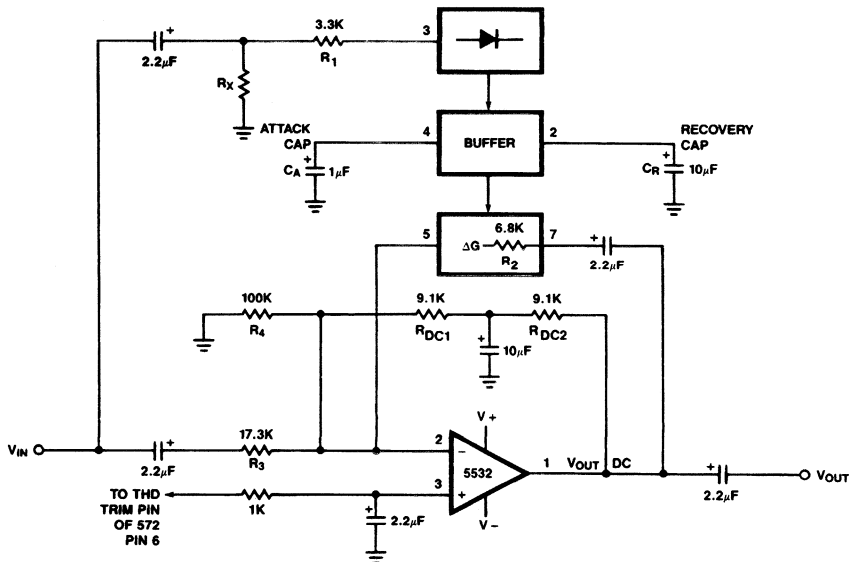 3.3K
3
2.2μF
R1
RX
ATTACK
CAP
4
BUFFER
2
RECOVERY
CAP
CA
1μF
CR
10μF
5
ΔG
6.8K
7
R2
2.2μF
100K
9.1K
9.1K
R4
RDC1
RDC2
10μF
V+
VIN
17.3K
2
−
2.2μF
R3
5532
1
VOUT DC
VOUT
3
+
2.2μF
TO THD
TRIM PIN
OF 572
PIN 6
1K
2.2μF
V−